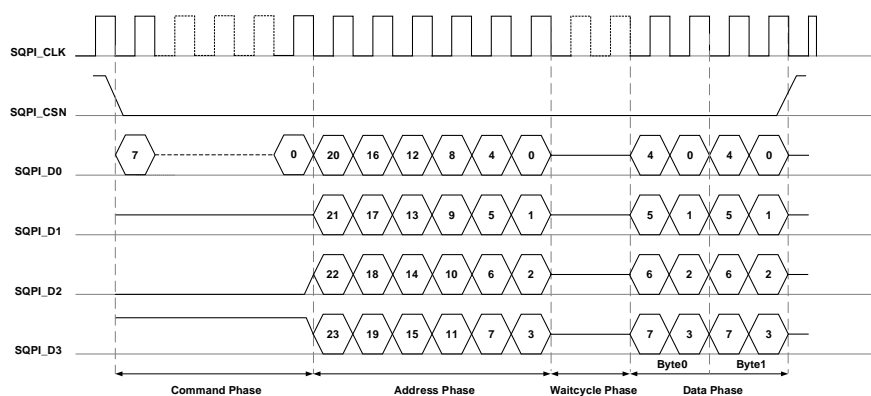 SQPI_CLK
SQPI_CSN
7 0 20 16 12 8 4 0 4 0 4 0
SQPI_D0
21 17 13 9 5 1 5 1 5 1
SQPI_D1
22 18 14 10 6 2 6 2 6 2
SQPI_D2
23 19 15 11 7 3 7 3 7 3
SQPI_D3
Byte0 Byte1
Command Phase Address Phase Waitcycle Phase Data Phase